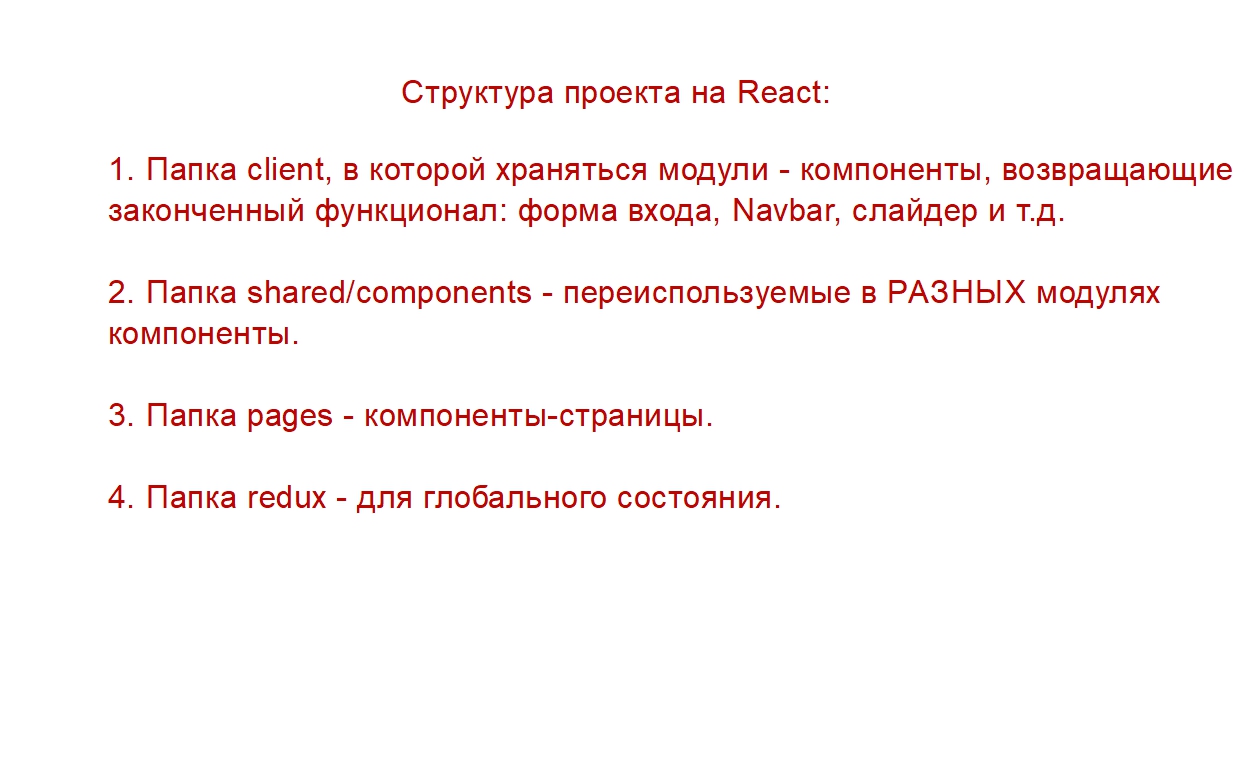 Структура проекта на React:
1. Папка client, в которой храняться модули - компоненты, возвращающие
законченный функционал: форма входа, Navbar, слайдер и т.д.
2. Папка shared/components - переиспользуемые в РАЗНЫХ модулях
компоненты.
3. Папка pages - компоненты-страницы.
4. Папка redux - для глобального состояния.